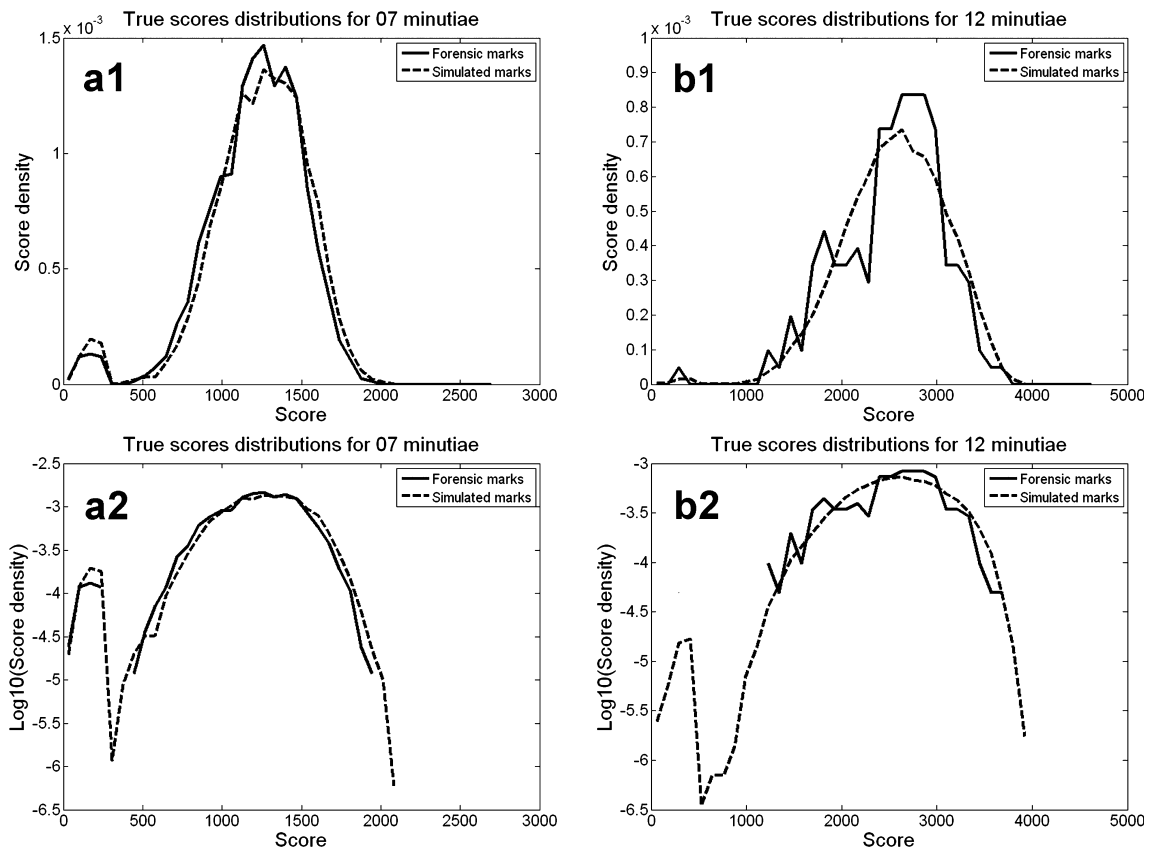 True scores distributions for 07 minutiae
x 10⁻³
Forensic marks
Simulated marks
a1
Score density
1.5
1
0.5
0
0 500 1000 1500 2000 2500 3000
Score
True scores distributions for 12 minutiae
x 10⁻³
Forensic marks
Simulated marks
b1
Score density
1
0.9
0.8
0.7
0.6
0.5
0.4
0.3
0.2
0.1
0
0 1000 2000 3000 4000 5000
Score
True scores distributions for 07 minutiae
Forensic marks
Simulated marks
a2
Log10(Score density)
-2.5
-3
-3.5
-4
-4.5
-5
-5.5
-6
-6.5
0 500 1000 1500 2000 2500 3000
Score
True scores distributions for 12 minutiae
Forensic marks
Simulated marks
b2
Log10(Score density)
-3
-3.5
-4
-4.5
-5
-5.5
-6
-6.5
0 1000 2000 3000 4000 5000
Score